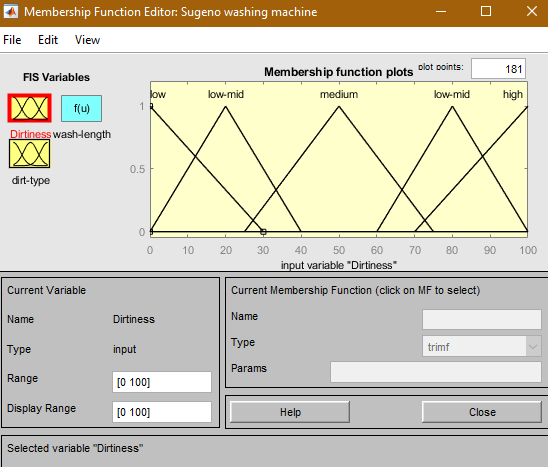 Membership Function Editor: Sugeno washing machine
File Edit View
FIS Variables
f(u)
Dirtiness wash-length
dirt-type
Membership function plots plot points: 181
low low-mid medium low-mid high
1
0.5
0
0 10 20 30 40 50 60 70 80 90 100
input variable "Dirtiness"
Current Variable
Name Dirtiness
Type input
Range [0 100]
Display Range [0 100]
Current Membership Function (click on MF to select)
Name
Type trimf
Params
Help Close
Selected variable "Dirtiness"